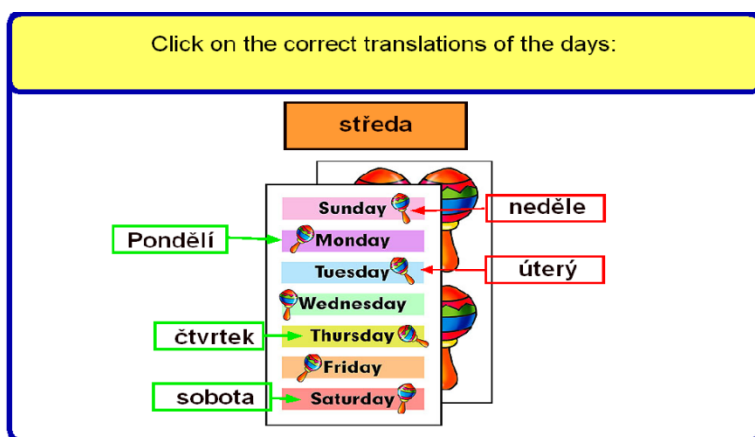 Click on the correct translations of the days:
středa
Sunday
neděle
Pondělí
Monday
Tuesday
úterý
Wednesday
čtvrtek
Thursday
Friday
sobota
Saturday